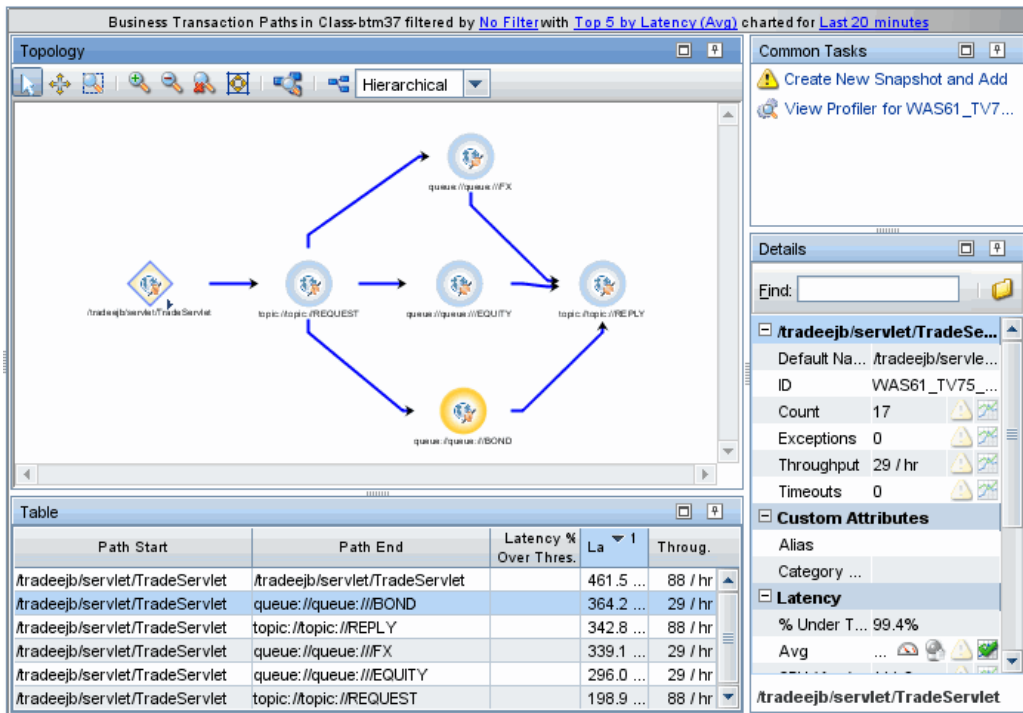 Business Transaction Paths in Class-btm37 filtered by No Filterwith Top 5 by Latency (Avg) charted for Last 20 minutes
Topology
Hierarchical
queue://queue:///FX
/tradeejb/servlet/TradeServlet
topic://topic://REQUEST
queue://queue:///EQUITY
topic://topic://REPLY
queue://queue:///BOND
Table
Path Start Path End Latency % Over Thres. La 1 Throug.
/tradeejb/servlet/TradeServlet /tradeejb/servlet/TradeServlet 461.5 ... 88 / hr
/tradeejb/servlet/TradeServlet queue://queue:///BOND 364.2 ... 29 / hr
/tradeejb/servlet/TradeServlet topic://topic://REPLY 342.8 ... 88 / hr
/tradeejb/servlet/TradeServlet queue://queue:///FX 339.1 ... 29 / hr
/tradeejb/servlet/TradeServlet queue://queue:///EQUITY 296.0 ... 29 / hr
/tradeejb/servlet/TradeServlet topic://topic://REQUEST 198.9 ... 88 / hr
Common Tasks
Create New Snapshot and Add
View Profiler for WAS61_TV7...
Details
Find:
/tradeejb/servlet/TradeSe...
Default Na... /tradeejb/servle...
ID WAS61_TV75_...
Count 17
Exceptions 0
Throughput 29 / hr
Timeouts 0
Custom Attributes
Alias
Category ...
Latency
% Under T... 99.4%
Avg ...
/tradeejb/servlet/TradeServlet